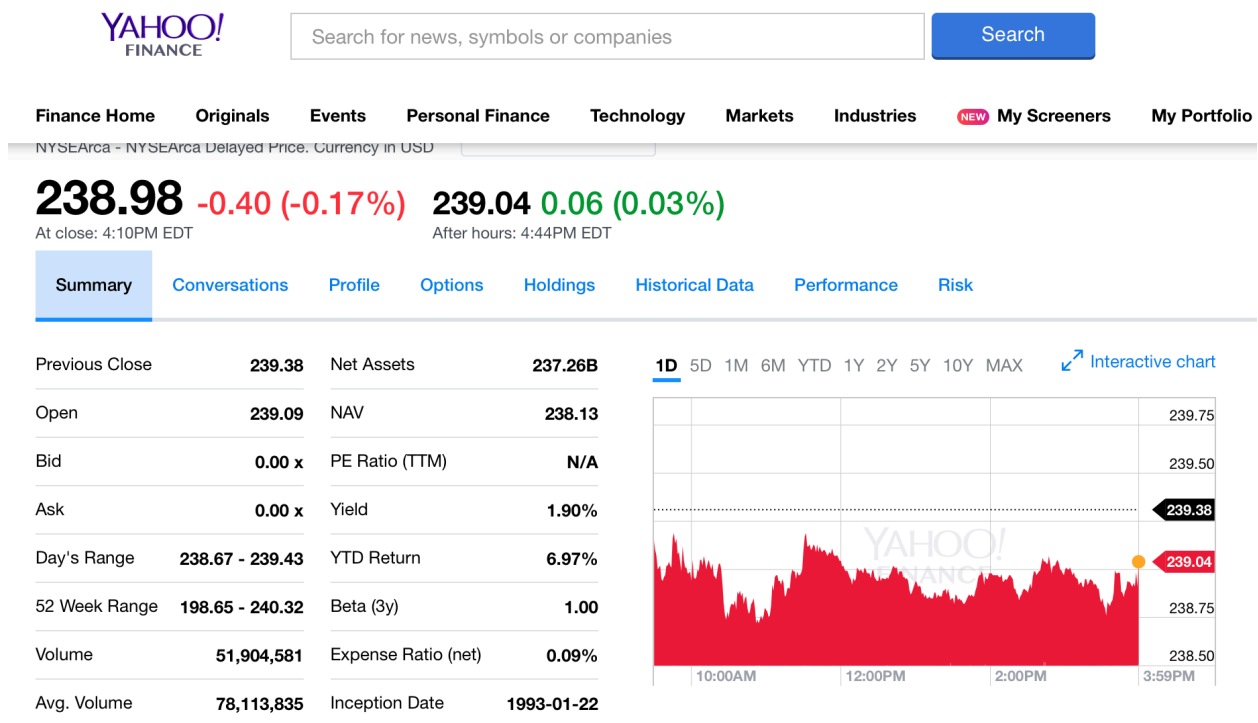 YAHOO!
FINANCE
Search for news, symbols or companies
Search
Finance Home Originals Events Personal Finance Technology Markets Industries NEW My Screeners My Portfolio
NYSEArca - NYSEArca Delayed Price. Currency in USD
238.98 -0.40 (-0.17%) 239.04 0.06 (0.03%)
At close: 4:10PM EDT After hours: 4:44PM EDT
Summary Conversations Profile Options Holdings Historical Data Performance Risk
Previous Close 239.38
Open 239.09
Bid 0.00 x
Ask 0.00 x
Day's Range 238.67 - 239.43
52 Week Range 198.65 - 240.32
Volume 51,904,581
Avg. Volume 78,113,835
Net Assets 237.26B
NAV 238.13
PE Ratio (TTM) N/A
Yield 1.90%
YTD Return 6.97%
Beta (3y) 1.00
Expense Ratio (net) 0.09%
Inception Date 1993-01-22
1D 5D 1M 6M YTD 1Y 2Y 5Y 10Y MAX Interactive chart
239.75
239.50
239.38
YAHOO!
FINANCE
239.04
238.75
238.50
10:00AM 12:00PM 2:00PM 3:59PM